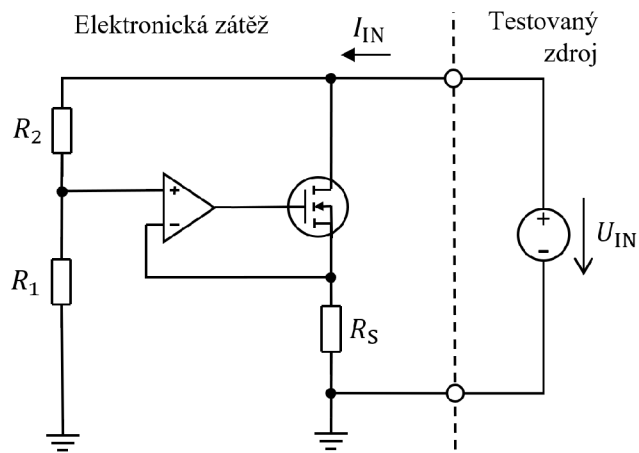 Elektronická zátěž
I_IN
Testovaný
zdroj
R_2
+
-
R_1
R_S
+
-
U_IN